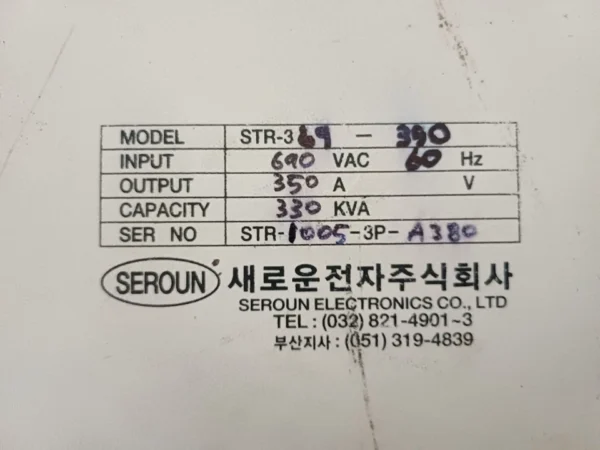 MODEL STR-369 - 390
INPUT 690 VAC 60 Hz
OUTPUT 350 A V
CAPACITY 330 KVA
SER NO STR-1005-3P-A380
SEROUN 새로운전자주식회사
SEROUN ELECTRONICS CO., LTD
TEL : (032) 821-4901~3
부산지사 : (051) 319-4839